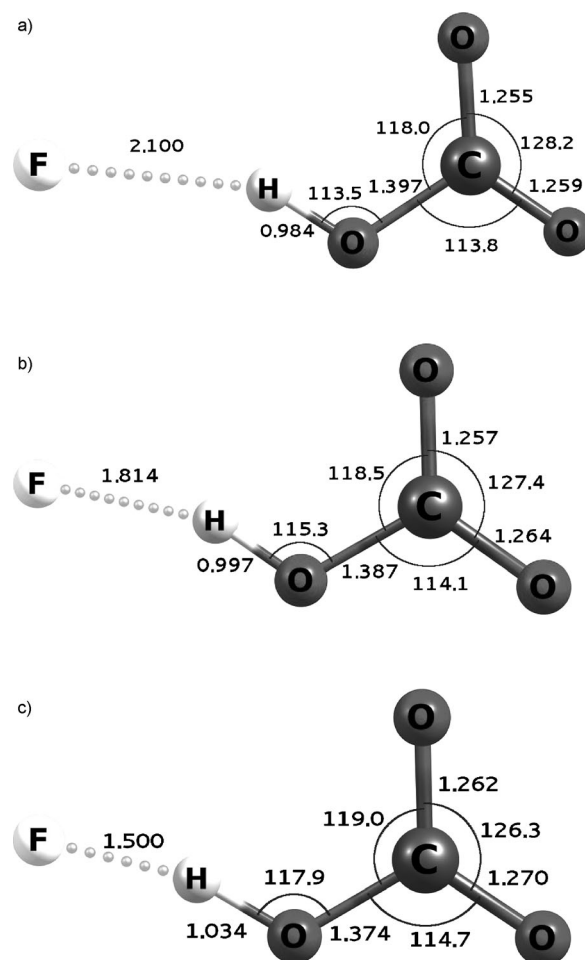 a)
O
1.255
118.0
128.2
F
2.100
C
H
113.5
1.397
1.259
0.984
O
113.8
O
b)
O
1.257
118.5
127.4
F
1.814
C
H
115.3
1.264
0.997
O
1.387
114.1
O
c)
O
1.262
119.0
126.3
F
1.500
C
H
117.9
1.270
1.034
O
1.374
114.7
O